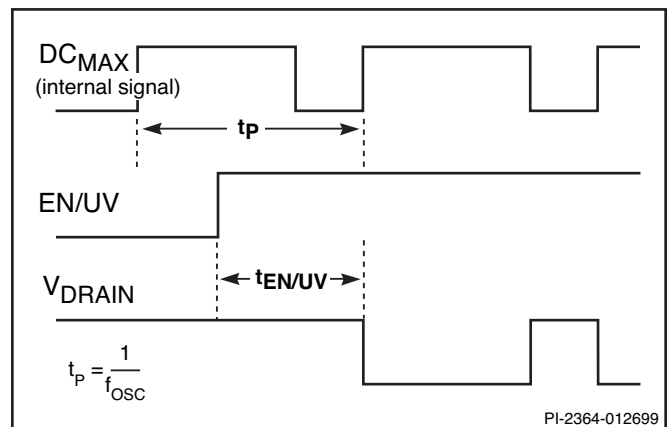 DCMAX
(internal signal)
tP
EN/UV
tEN/UV
VDRAIN
tP = 1/fOSC
PI-2364-012699